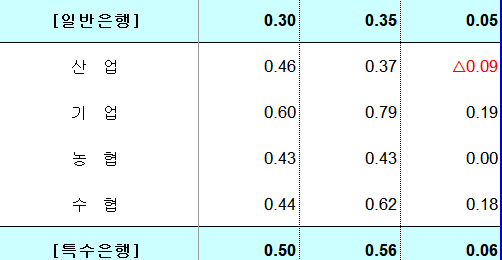 [일반은행] 0.30 0.35 0.05
산 업 0.46 0.37 △0.09
기 업 0.60 0.79 0.19
농 협 0.43 0.43 0.00
수 협 0.44 0.62 0.18
[특수은행] 0.50 0.56 0.06